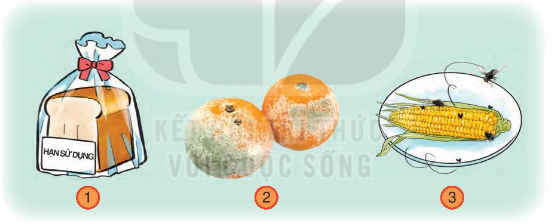 HẠN SỬ DỤNG
KẾT NỐI TRI THỨC
VỚI CUỘC SỐNG
1
2
3